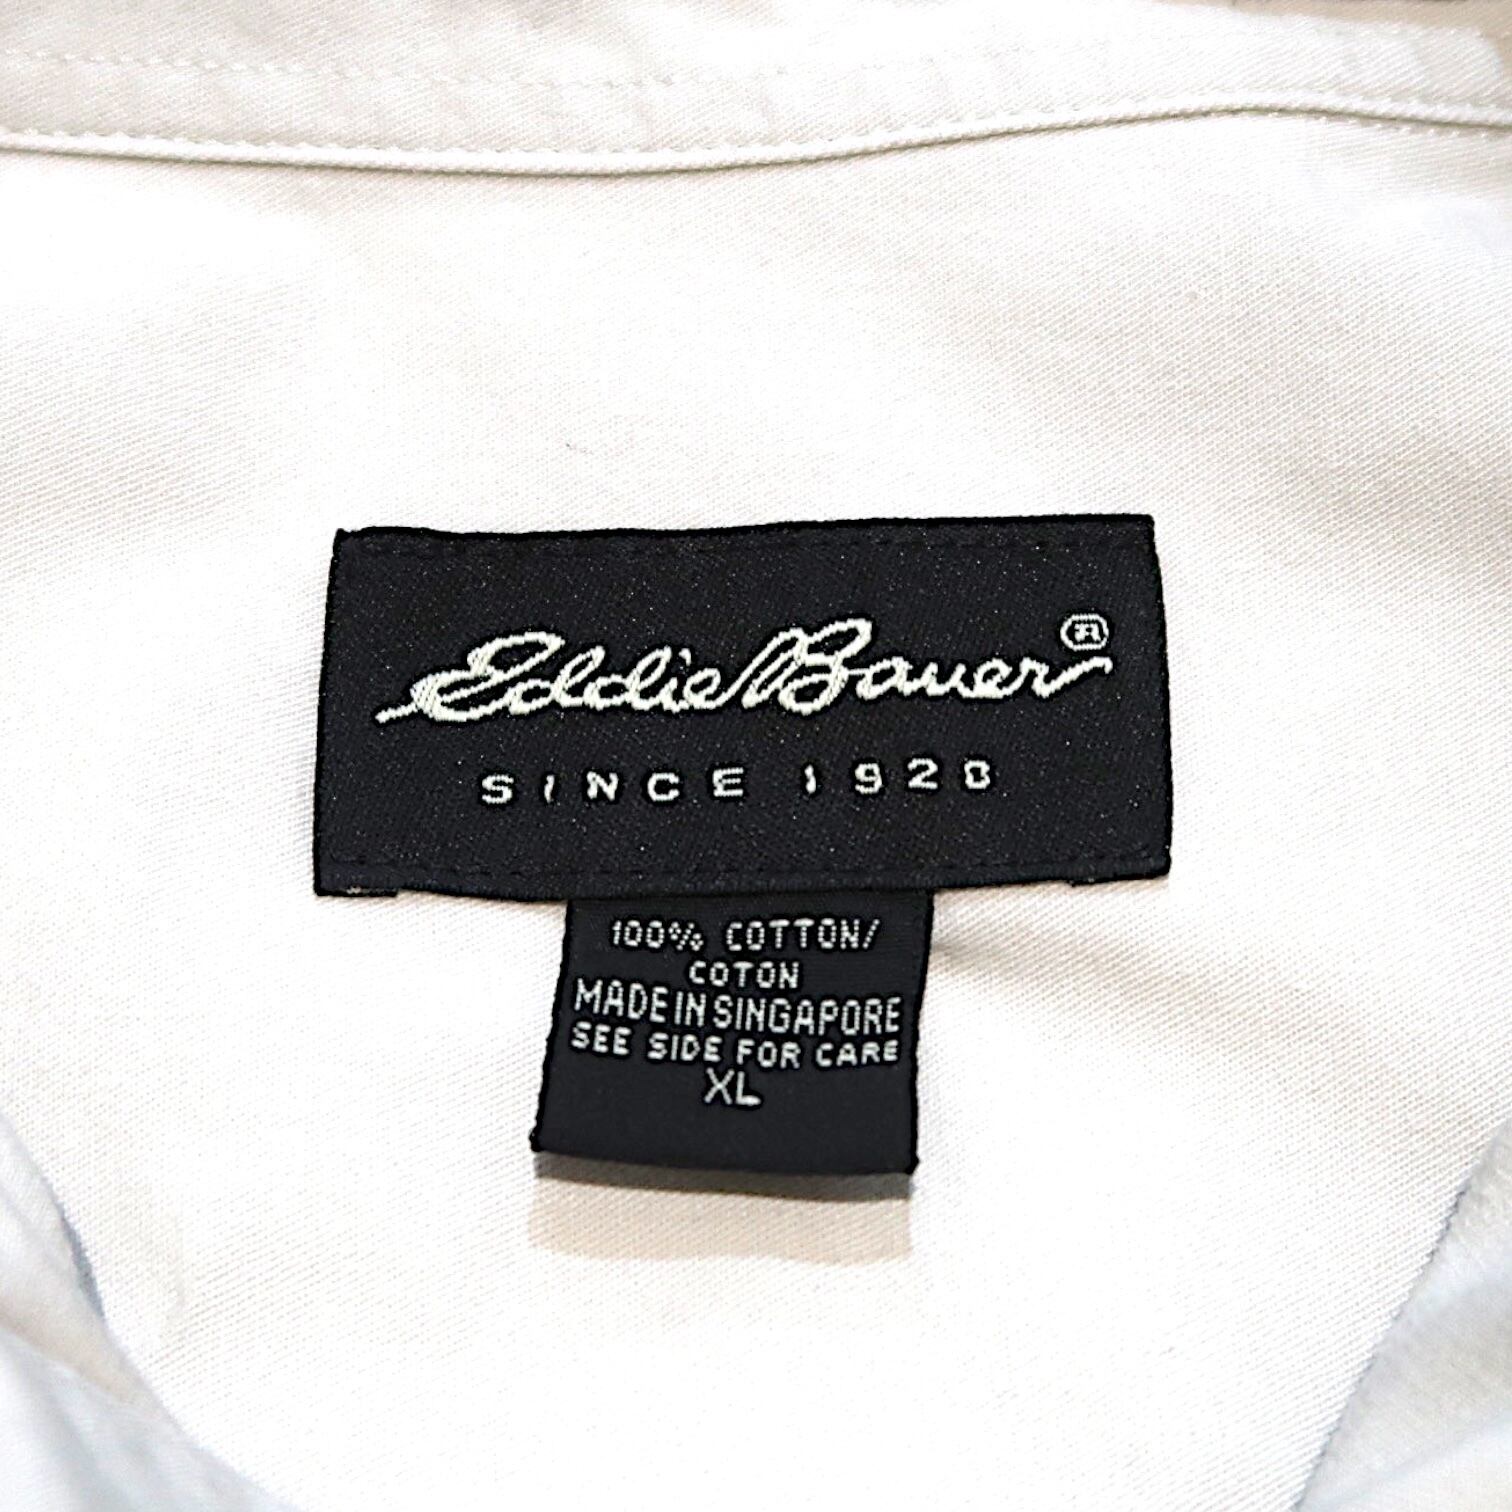 Eddie Bauer®
SINCE 1920
100% COTTON/
COTON
MADE IN SINGAPORE
SEE SIDE FOR CARE
XL